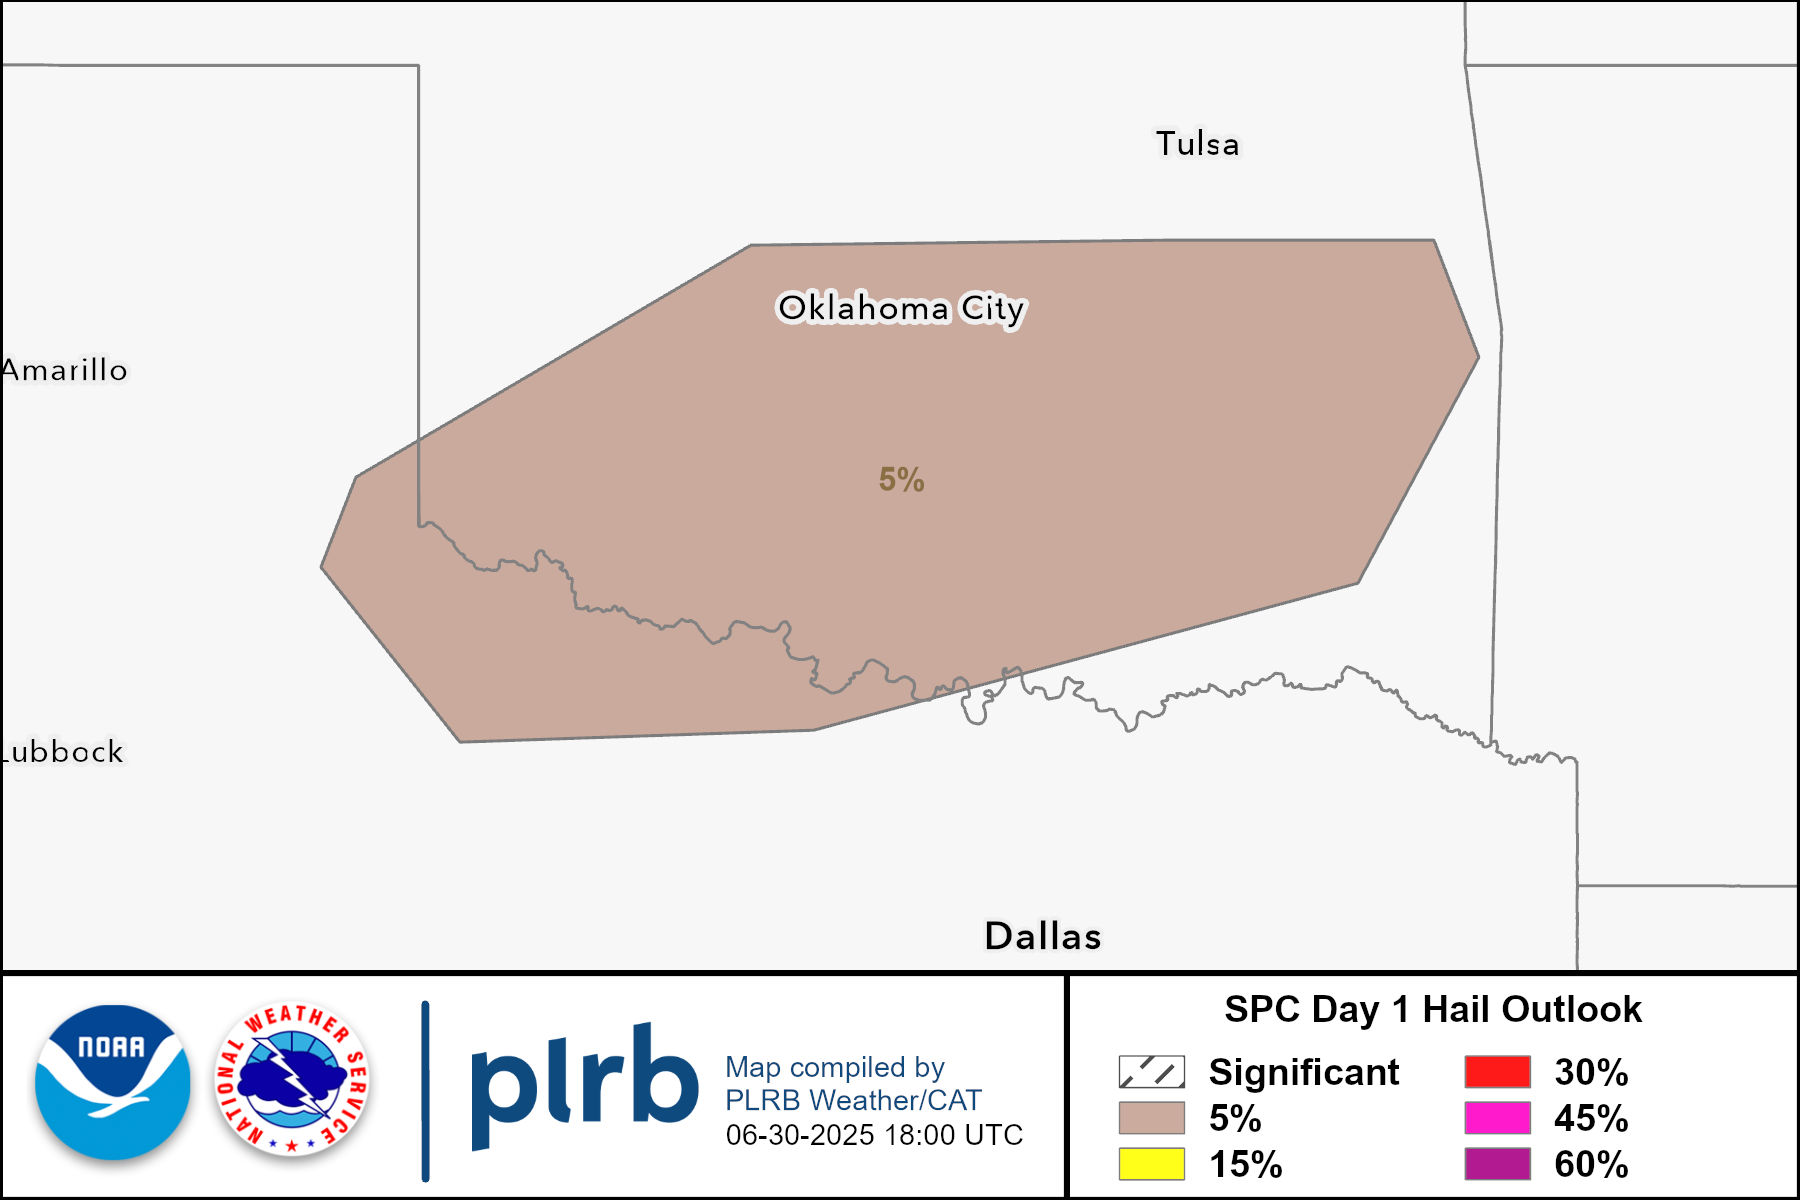 Tulsa
Oklahoma City
Amarillo
5%
Lubbock
Dallas
NOAA
NATIONAL WEATHER SERVICE
plrb
Map compiled by
PLRB Weather/CAT
06-30-2025 18:00 UTC
SPC Day 1 Hail Outlook
Significant
5%
15%
30%
45%
60%